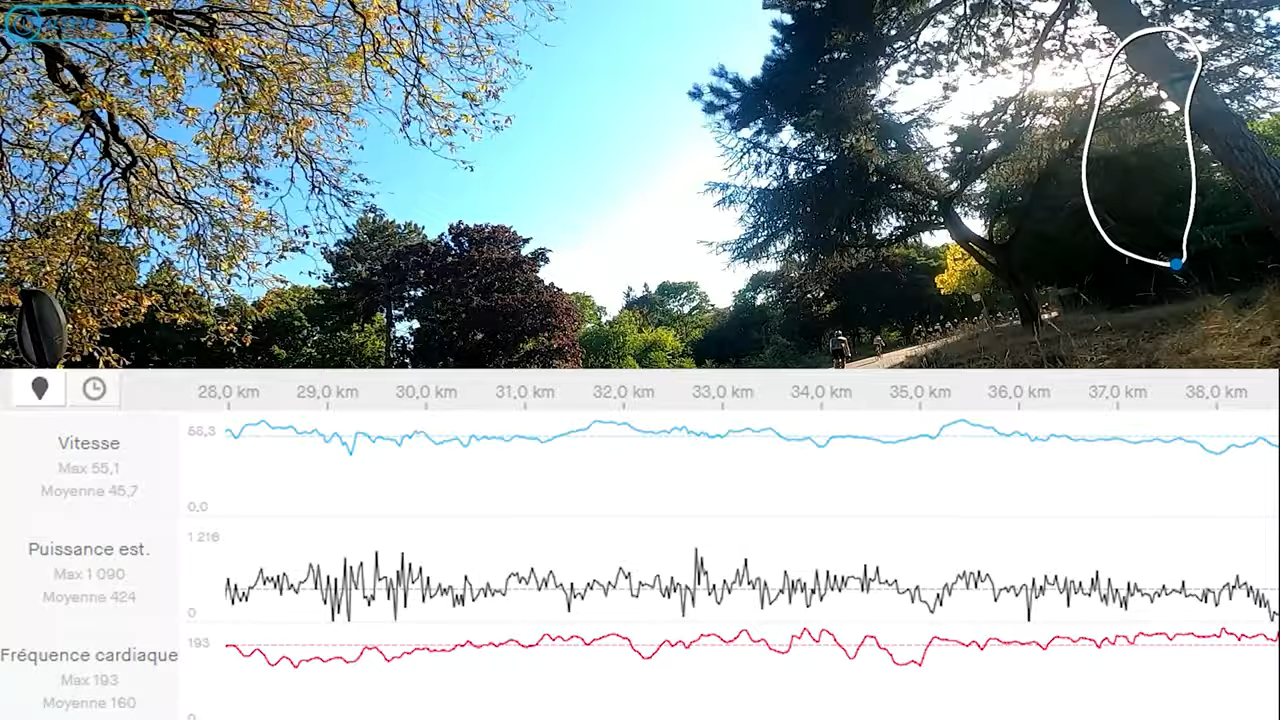 28,0 km 29,0 km 30,0 km 31,0 km 32,0 km 33,0 km 34,0 km 35,0 km 36,0 km 37,0 km 38,0 km
Vitesse
Max 55,1
Moyenne 45,7
0,0
Puissance est.
Max 1 090
Moyenne 424
1 216
0
Fréquence cardiaque
Max 193
Moyenne 160
193
0